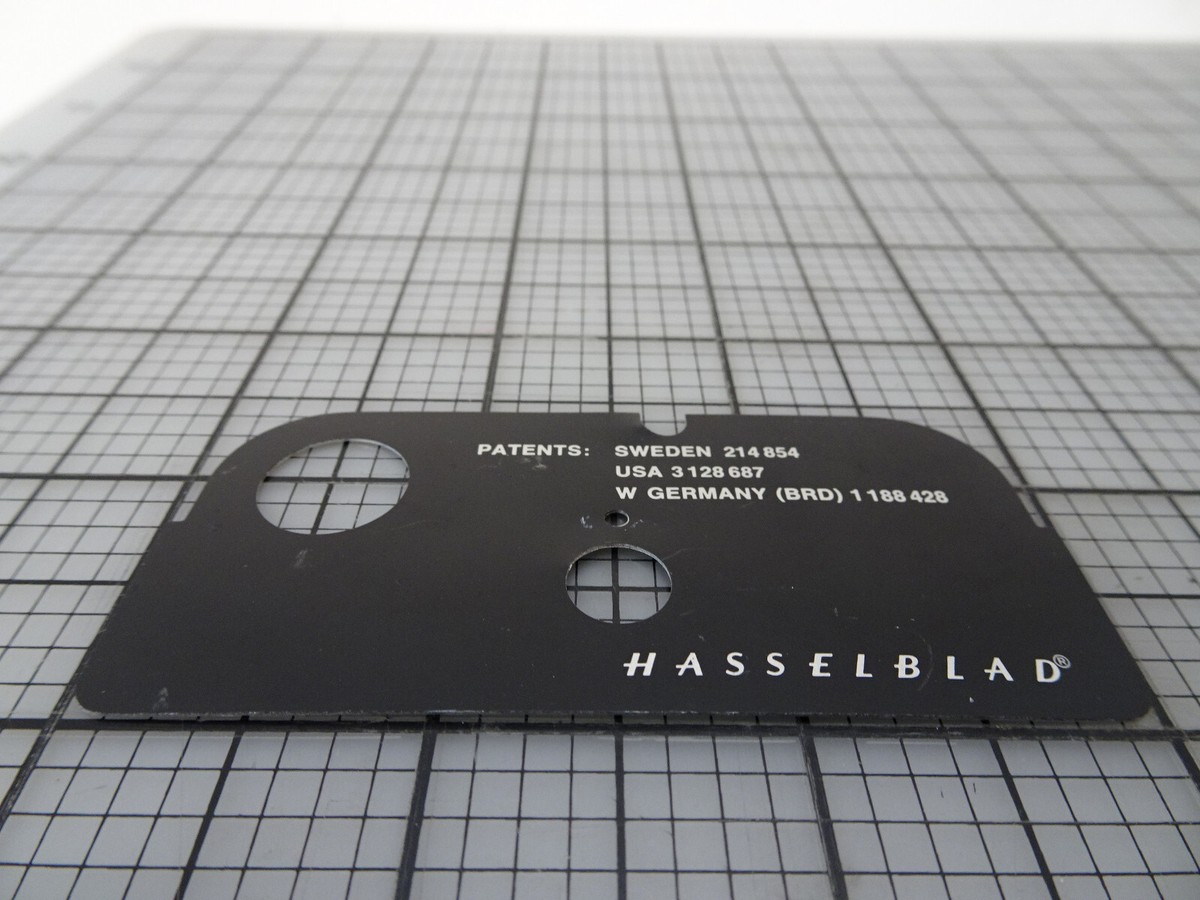 PATENTS: SWEDEN 214 854
USA 3 128 687
W GERMANY (BRD) 1 188 428
HASSELBLAD®